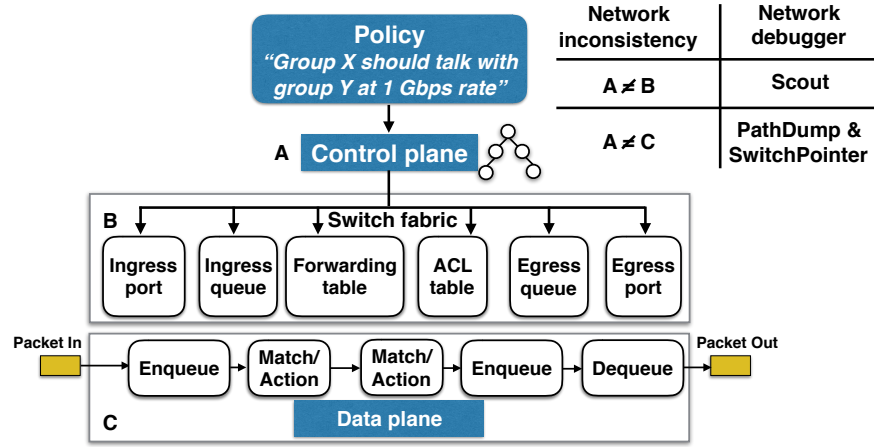 Policy
“Group X should talk with
group Y at 1 Gbps rate”
Network
inconsistency
Network
debugger
A ≠ B
Scout
A ≠ C
PathDump &
SwitchPointer
A
Control plane
B
Switch fabric
Ingress
port
Ingress
queue
Forwarding
table
ACL
table
Egress
queue
Egress
port
Packet In
Enqueue
Match/
Action
Match/
Action
Enqueue
Dequeue
Packet Out
C
Data plane